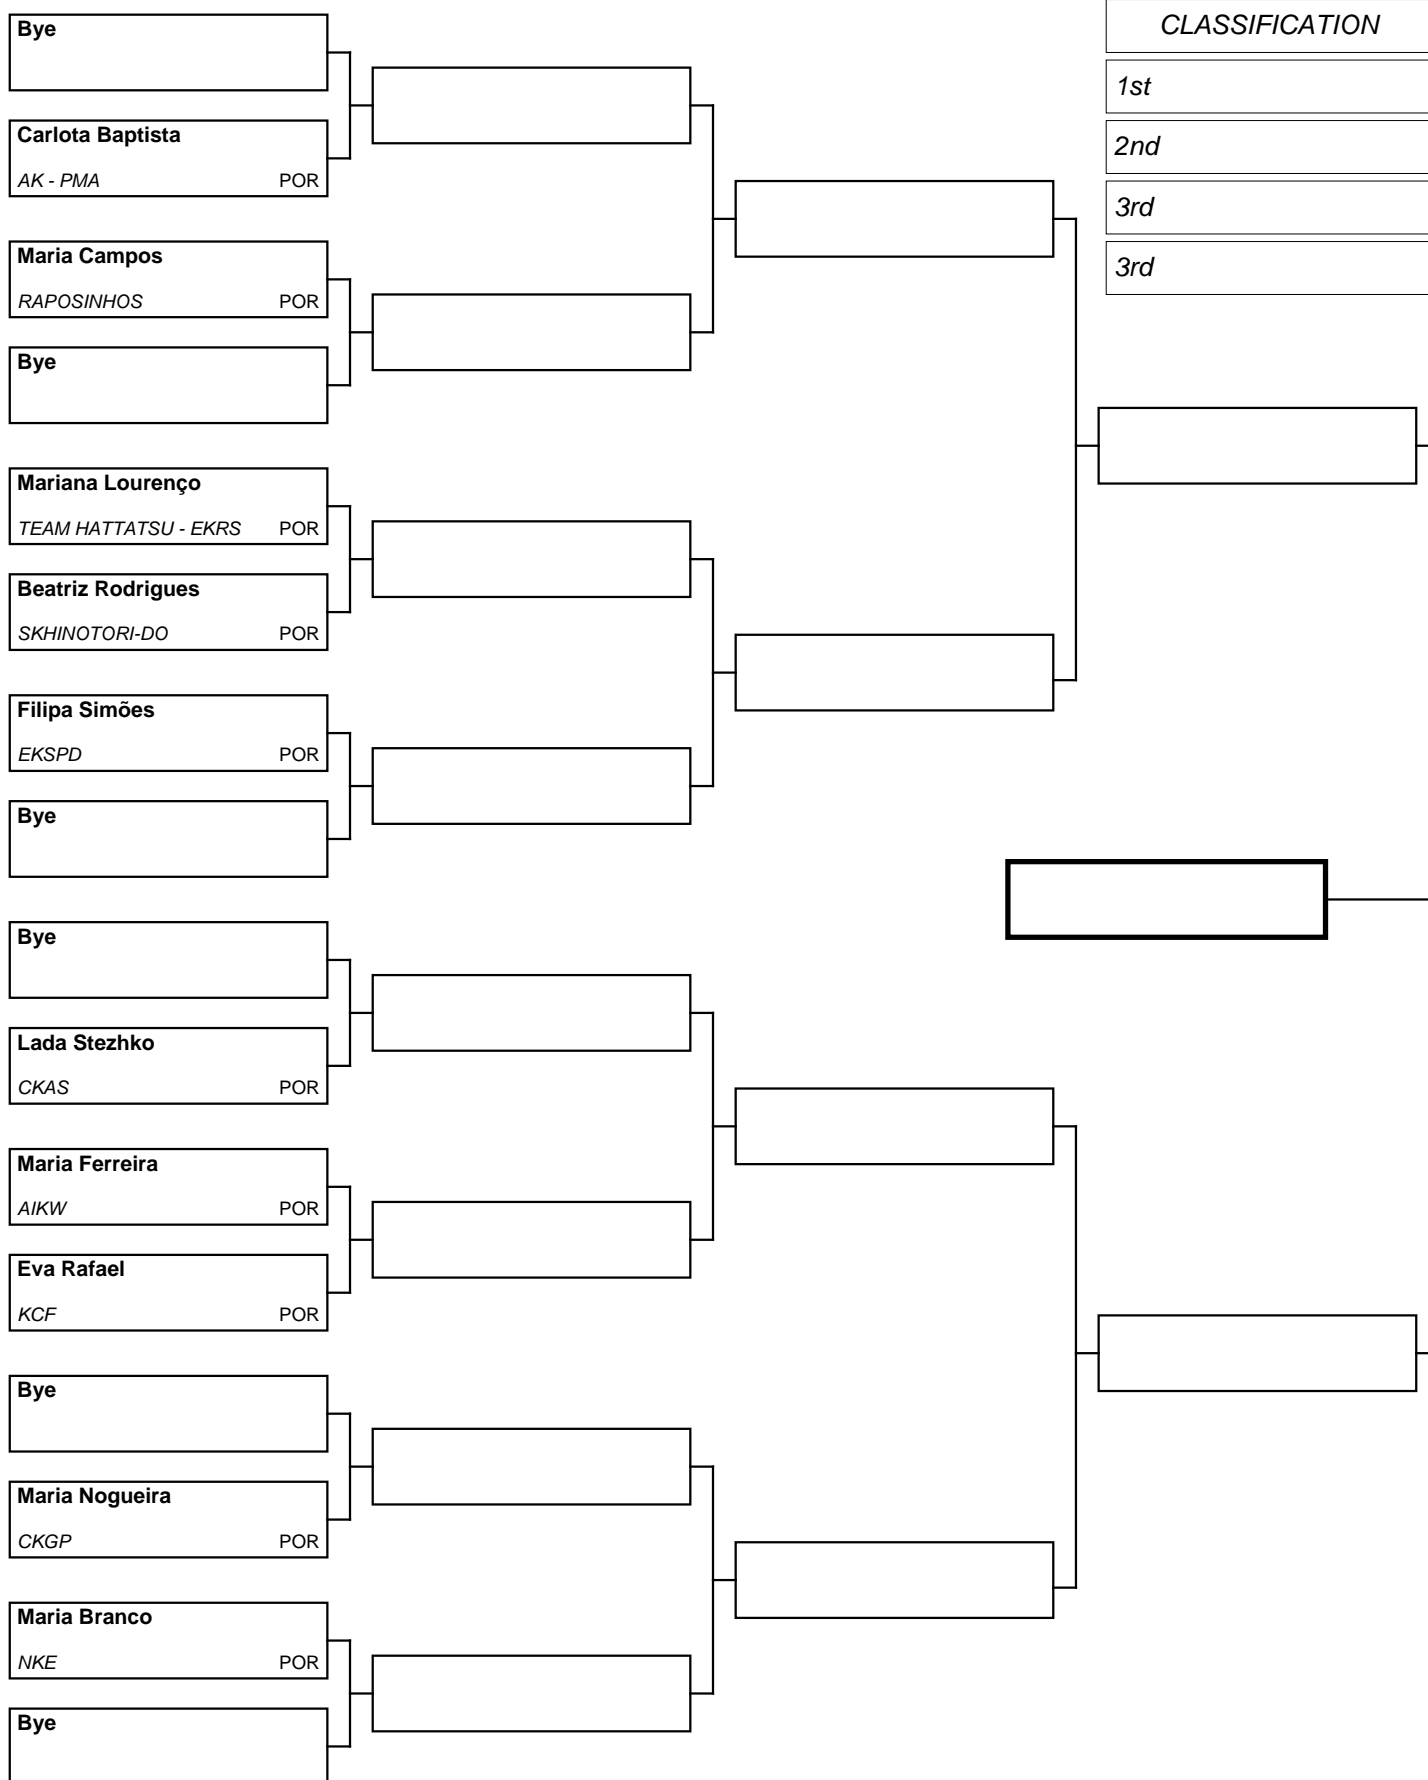 Bye
Carlota Baptista
AK - PMA POR
Maria Campos
RAPOSINHOS POR
Bye
Mariana Lourenço
TEAM HATTATSU - EKRS POR
Beatriz Rodrigues
SKHINOTORI-DO POR
Filipa Simões
EKSPD POR
Bye
Bye
Lada Stezhko
CKAS POR
Maria Ferreira
AIKW POR
Eva Rafael
KCF POR
Bye
Maria Nogueira
CKGP POR
Maria Branco
NKE POR
Bye
CLASSIFICATION
1st
2nd
3rd
3rd